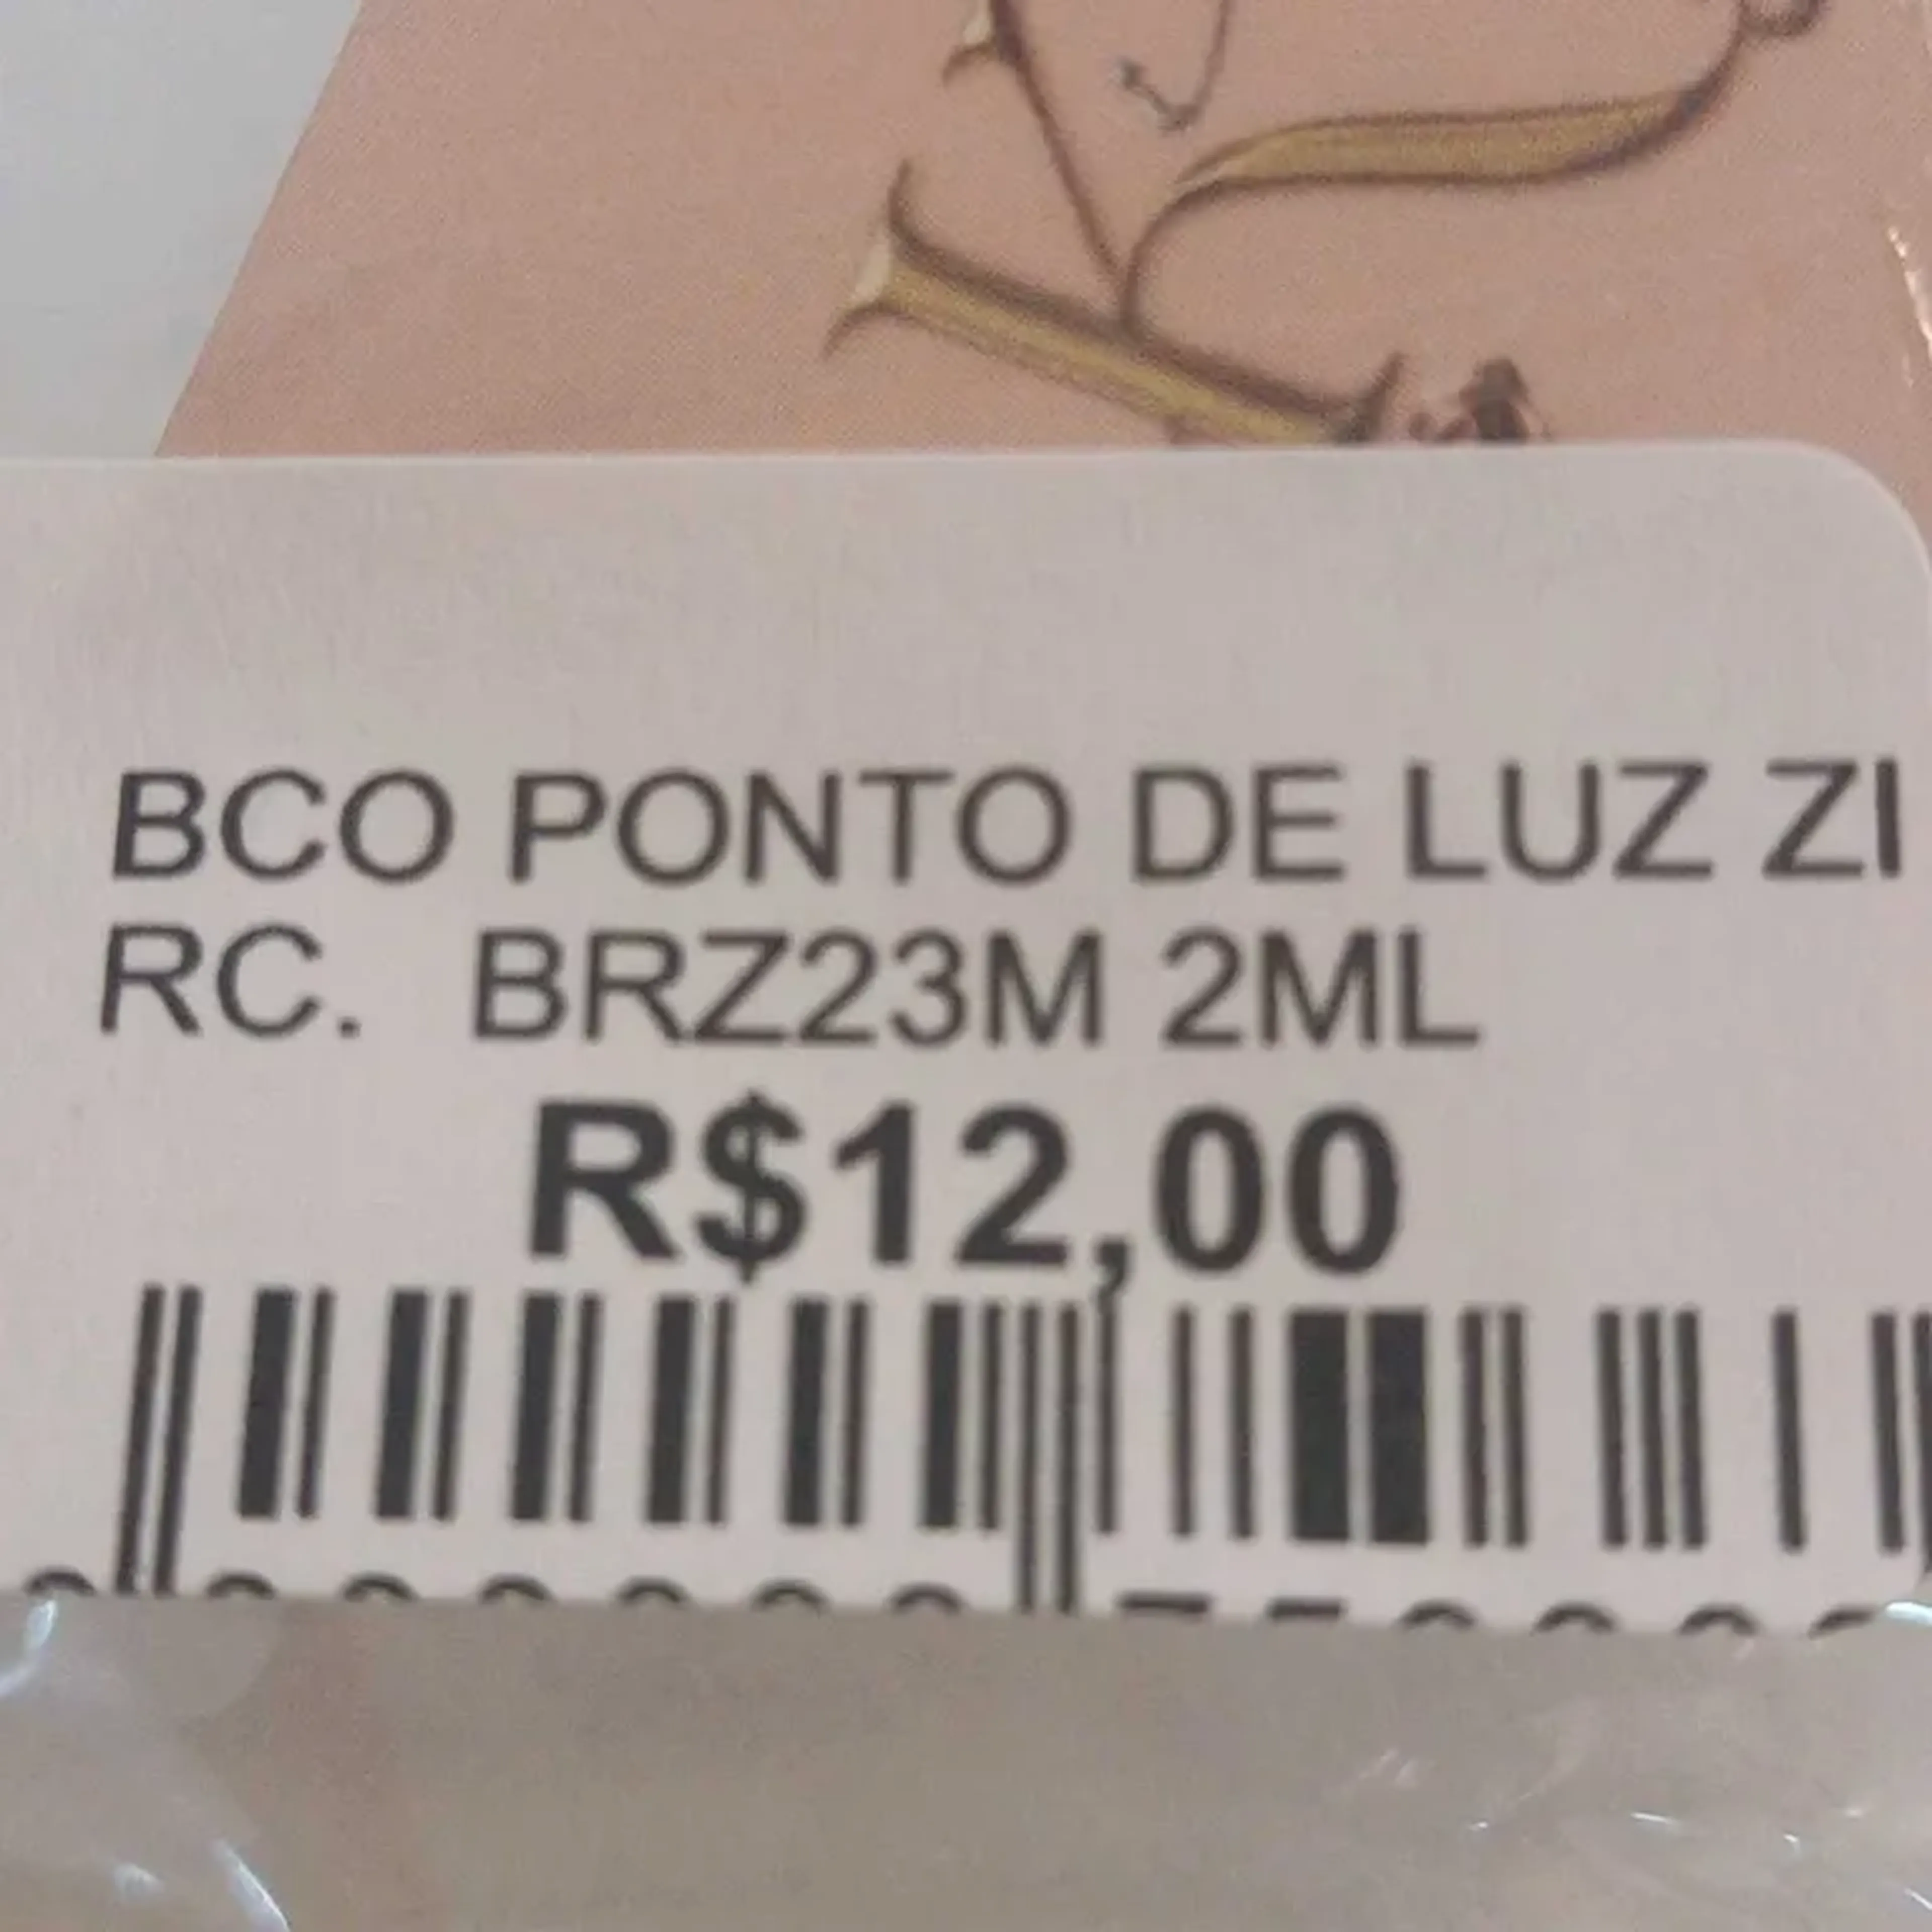 BCO PONTO DE LUZ ZI
RC. BRZ23M 2ML
R$12,00